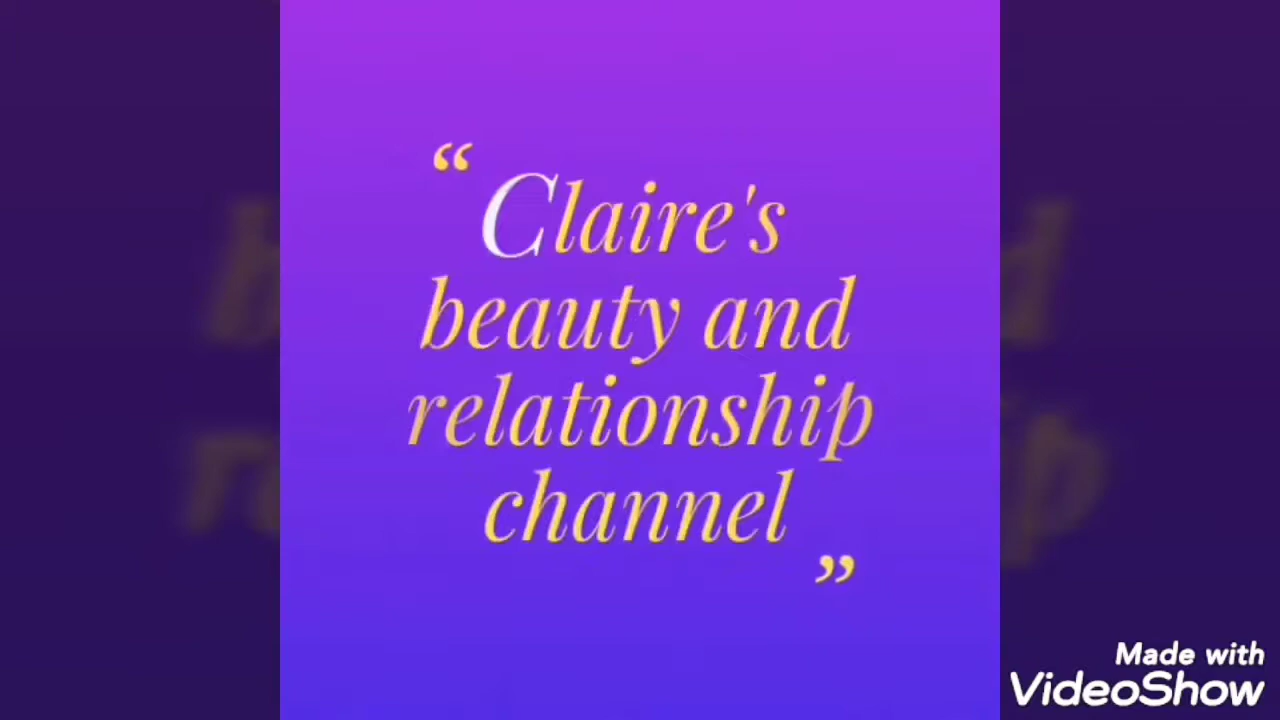 “Claire's
beauty and
relationship
channel”
Made with
VideoShow